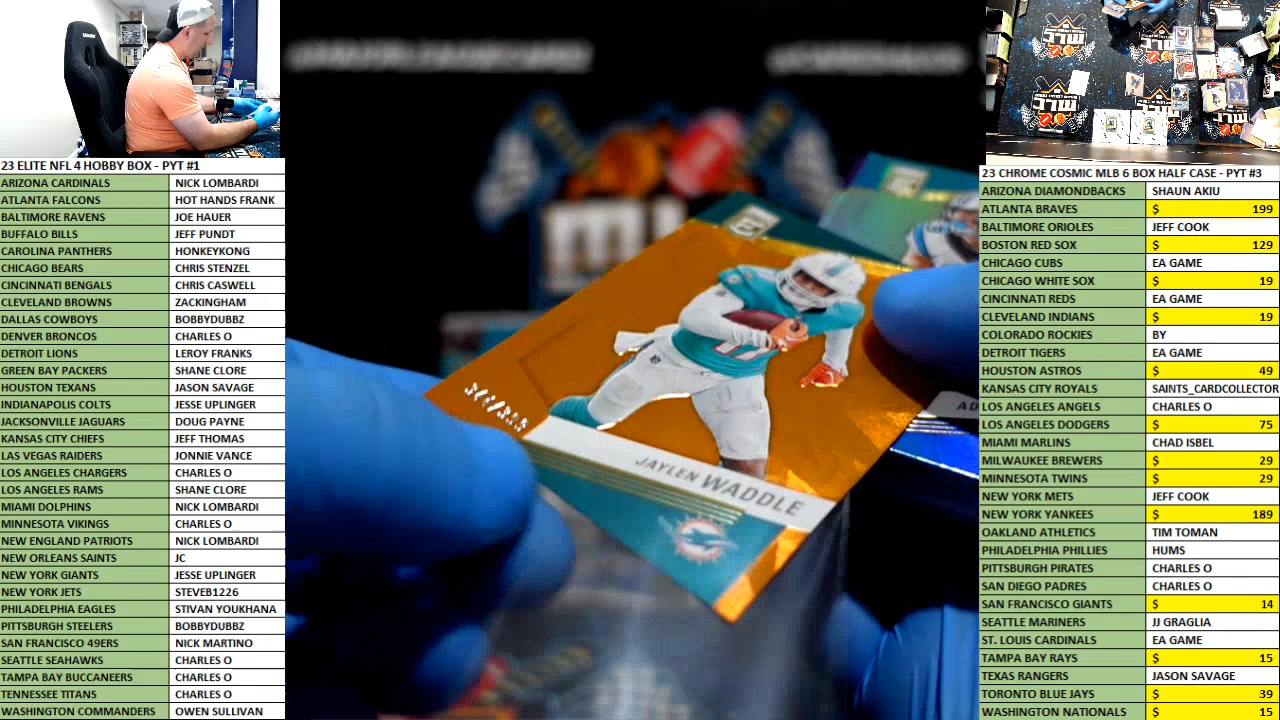 23 ELITE NFL 4 HOBBY BOX - PYT #1
ARIZONA CARDINALS NICK LOMBARDI
ATLANTA FALCONS HOT HANDS FRANK
BALTIMORE RAVENS JOE HAUER
BUFFALO BILLS JEFF PUNDT
CAROLINA PANTHERS HONKEYKONG
CHICAGO BEARS CHRIS STENZEL
CINCINNATI BENGALS CHRIS CASWELL
CLEVELAND BROWNS ZACKINGHAM
DALLAS COWBOYS BOBBYDUBBZ
DENVER BRONCOS CHARLES O
DETROIT LIONS LEROY FRANKS
GREEN BAY PACKERS SHANE CLORE
HOUSTON TEXANS JASON SAVAGE
INDIANAPOLIS COLTS JESSE UPLINGER
JACKSONVILLE JAGUARS DOUG PAYNE
KANSAS CITY CHIEFS JEFF THOMAS
LAS VEGAS RAIDERS JONNIE VANCE
LOS ANGELES CHARGERS CHARLES O
LOS ANGELES RAMS SHANE CLORE
MIAMI DOLPHINS NICK LOMBARDI
MINNESOTA VIKINGS CHARLES O
NEW ENGLAND PATRIOTS NICK LOMBARDI
NEW ORLEANS SAINTS JC
NEW YORK GIANTS JESSE UPLINGER
NEW YORK JETS STEVEB1226
PHILADELPHIA EAGLES STIVAN YOUKHANA
PITTSBURGH STEELERS BOBBYDUBBZ
SAN FRANCISCO 49ERS NICK MARTINO
SEATTLE SEAHAWKS CHARLES O
TAMPA BAY BUCCANEERS CHARLES O
TENNESSEE TITANS CHARLES O
WASHINGTON COMMANDERS OWEN SULLIVAN
JAYLEN WADDLE
AD
23 CHROME COSMIC MLB 6 BOX HALF CASE - PYT #3
ARIZONA DIAMONDBACKS SHAUN AKIU
ATLANTA BRAVES $ 199
BALTIMORE ORIOLES JEFF COOK
BOSTON RED SOX $ 129
CHICAGO CUBS EA GAME
CHICAGO WHITE SOX $ 19
CINCINNATI REDS EA GAME
CLEVELAND INDIANS $ 19
COLORADO ROCKIES BY
DETROIT TIGERS EA GAME
HOUSTON ASTROS $ 49
KANSAS CITY ROYALS SAINTS_CARDCOLLECTOR
LOS ANGELES ANGELS CHARLES O
LOS ANGELES DODGERS $ 75
MIAMI MARLINS CHAD ISBEL
MILWAUKEE BREWERS $ 29
MINNESOTA TWINS $ 29
NEW YORK METS JEFF COOK
NEW YORK YANKEES $ 189
OAKLAND ATHLETICS TIM TOMAN
PHILADELPHIA PHILLIES HUMS
PITTSBURGH PIRATES CHARLES O
SAN DIEGO PADRES CHARLES O
SAN FRANCISCO GIANTS $ 14
SEATTLE MARINERS JJ GRAGLIA
ST. LOUIS CARDINALS EA GAME
TAMPA BAY RAYS $ 15
TEXAS RANGERS JASON SAVAGE
TORONTO BLUE JAYS $ 39
WASHINGTON NATIONALS $ 15